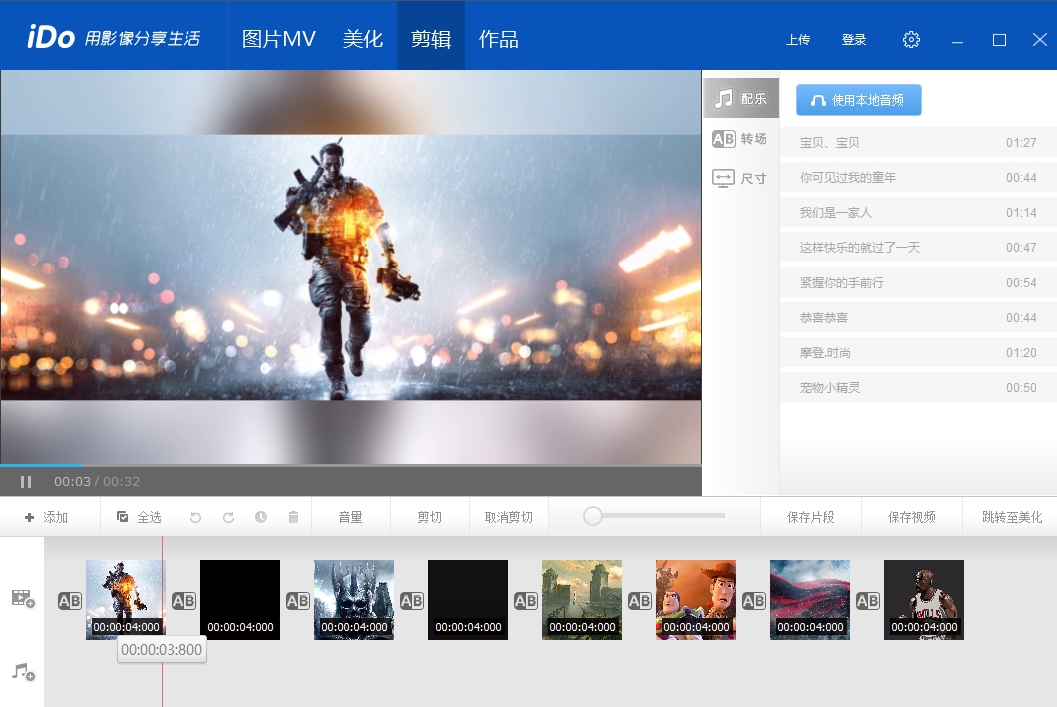 iDo 用影像分享生活
图片MV 美化 剪辑 作品
上传 登录
配乐
AB 转场
尺寸
使用本地音频
宝贝、宝贝 01:27
你可见过我的童年 00:44
我们是一家人 01:14
这样快乐的就过了一天 00:47
紧握你的手前行 00:54
恭喜恭喜 00:44
摩登.时尚 01:20
宠物小精灵 00:50
00:03 / 00:32
添加 全选 音量 剪切 取消剪切 保存片段 保存视频 跳转至美化
AB AB AB AB AB AB AB AB
00:00:04:000 00:00:04:000 00:00:04:000 00:00:04:000 00:00:04:000 00:00:04:000 00:00:04:000 00:00:04:000
00:00:03:800